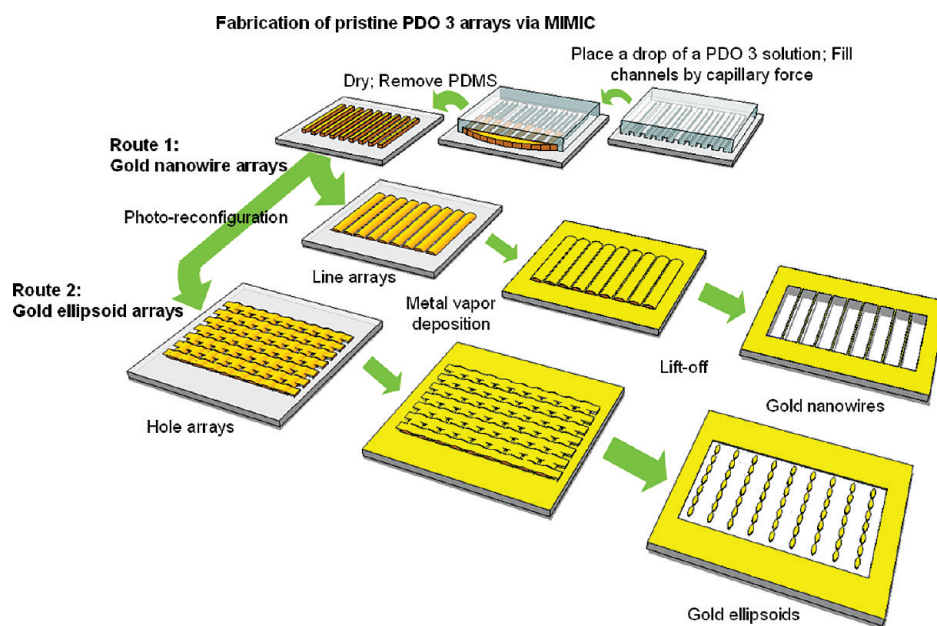 Fabrication of pristine PDO 3 arrays via MIMIC
Place a drop of a PDO 3 solution; Fill
channels by capillary force
Dry; Remove PDMS
Route 1:
Gold nanowire arrays
Photo-reconfiguration
Line arrays
Route 2:
Gold ellipsoid arrays
Metal vapor
deposition
Lift-off
Gold nanowires
Hole arrays
Gold ellipsoids